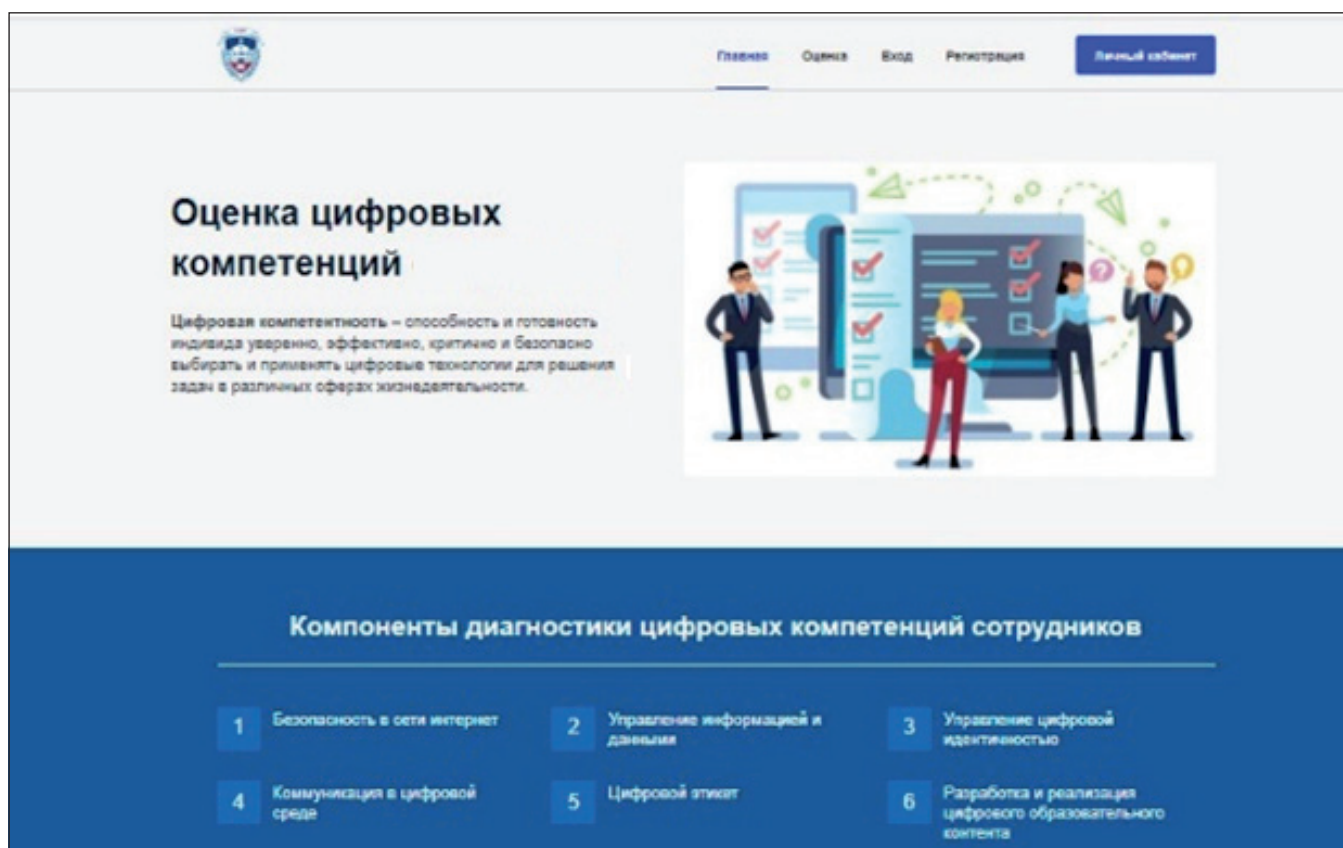 Главная Оценка Вход Регистрация Личный кабинет
Оценка цифровых
компетенций
Цифровая компетентность – способность и готовность
индивида уверенно, эффективно, критично и безопасно
выбирать и применять цифровые технологии для решения
задач в различных сферах жизнедеятельности.
Компоненты диагностики цифровых компетенций сотрудников
1 Безопасность в сети интернет
2 Управление информацией и
данными
3 Управление цифровой
идентичностью
4 Коммуникация в цифровой
среде
5 Цифровой этикет
6 Разработка и реализация
цифрового образовательного
контента